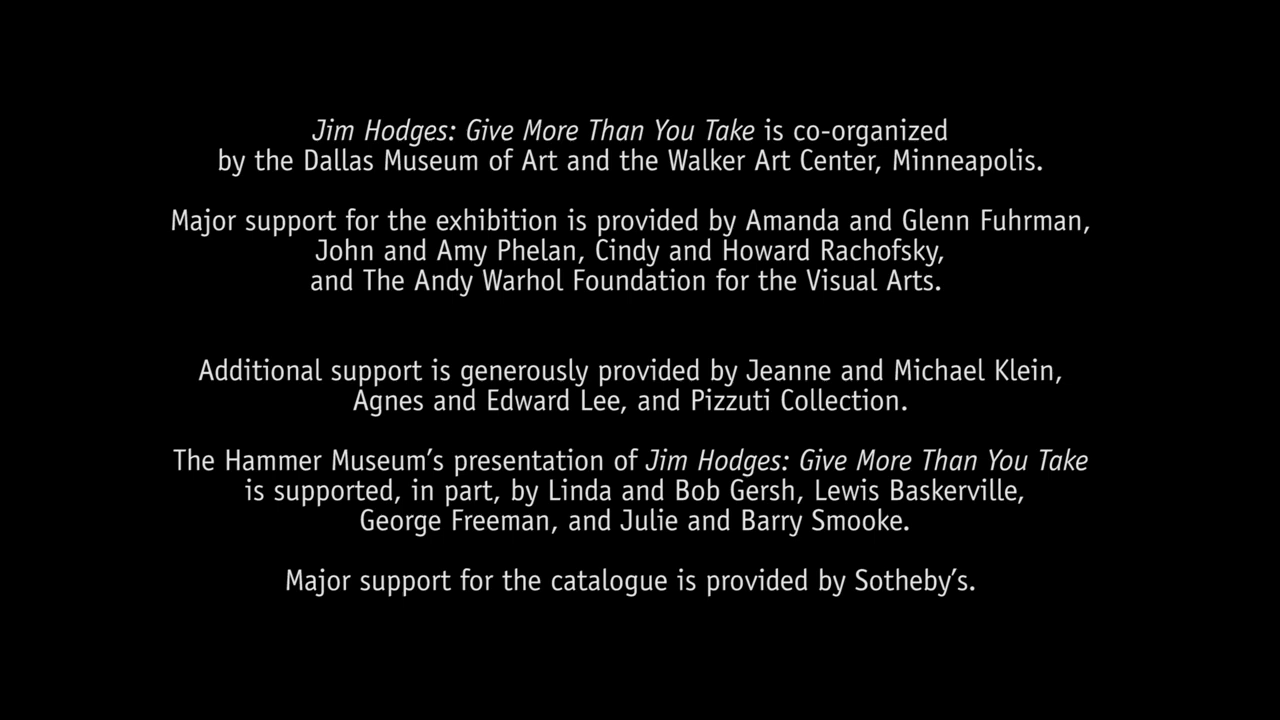 Jim Hodges: Give More Than You Take is co-organized
by the Dallas Museum of Art and the Walker Art Center, Minneapolis.
Major support for the exhibition is provided by Amanda and Glenn Fuhrman,
John and Amy Phelan, Cindy and Howard Rachofsky,
and The Andy Warhol Foundation for the Visual Arts.
Additional support is generously provided by Jeanne and Michael Klein,
Agnes and Edward Lee, and Pizzuti Collection.
The Hammer Museum’s presentation of Jim Hodges: Give More Than You Take
is supported, in part, by Linda and Bob Gersh, Lewis Baskerville,
George Freeman, and Julie and Barry Smooke.
Major support for the catalogue is provided by Sotheby’s.